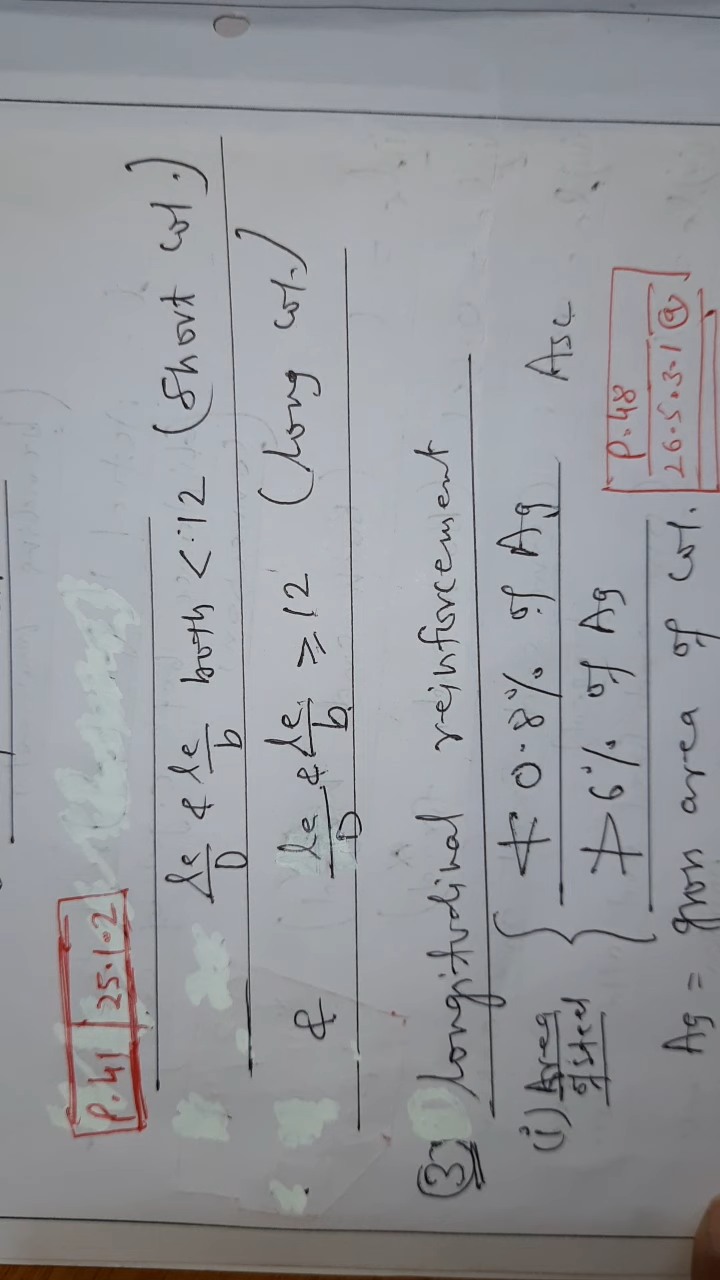 P.41 | 25.1.2
le/D & le/b both < 12 (Short col.)
& le/D & le/b ≥ 12 (Long col.)
(3) Longitudinal reinforcement
(i) Area of steel { ≮ 0.8% of Ag Asc
≯ 6% of Ag
P.48
26.5.3.1 (a)
Ag = gross area of col.